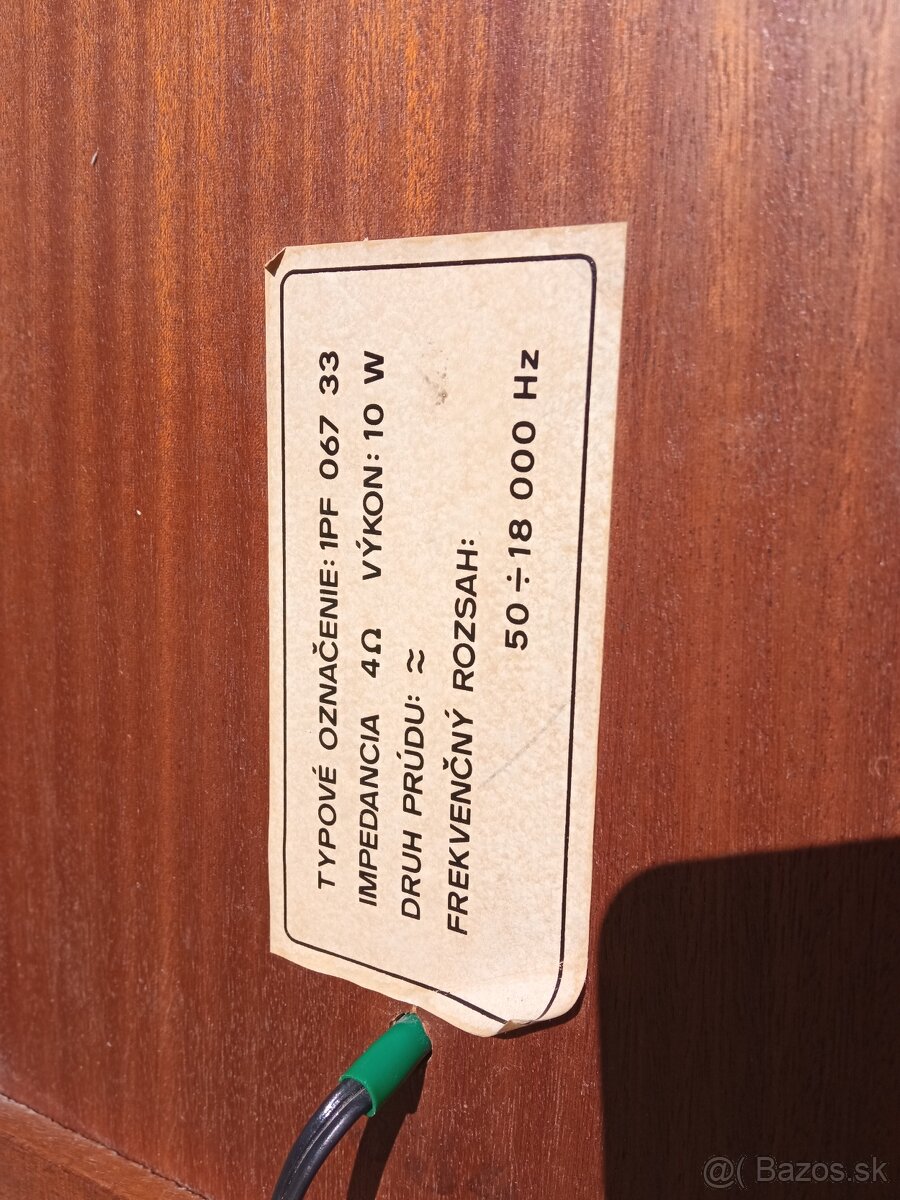 TYPOVÉ OZNAČENIE: 1PF 067 33
IMPEDANCIA 4Ω VÝKON: 10 W
DRUH PRÚDU: ≈
FREKVENČNÝ ROZSAH:
50÷18 000 Hz
@( Bazos.sk